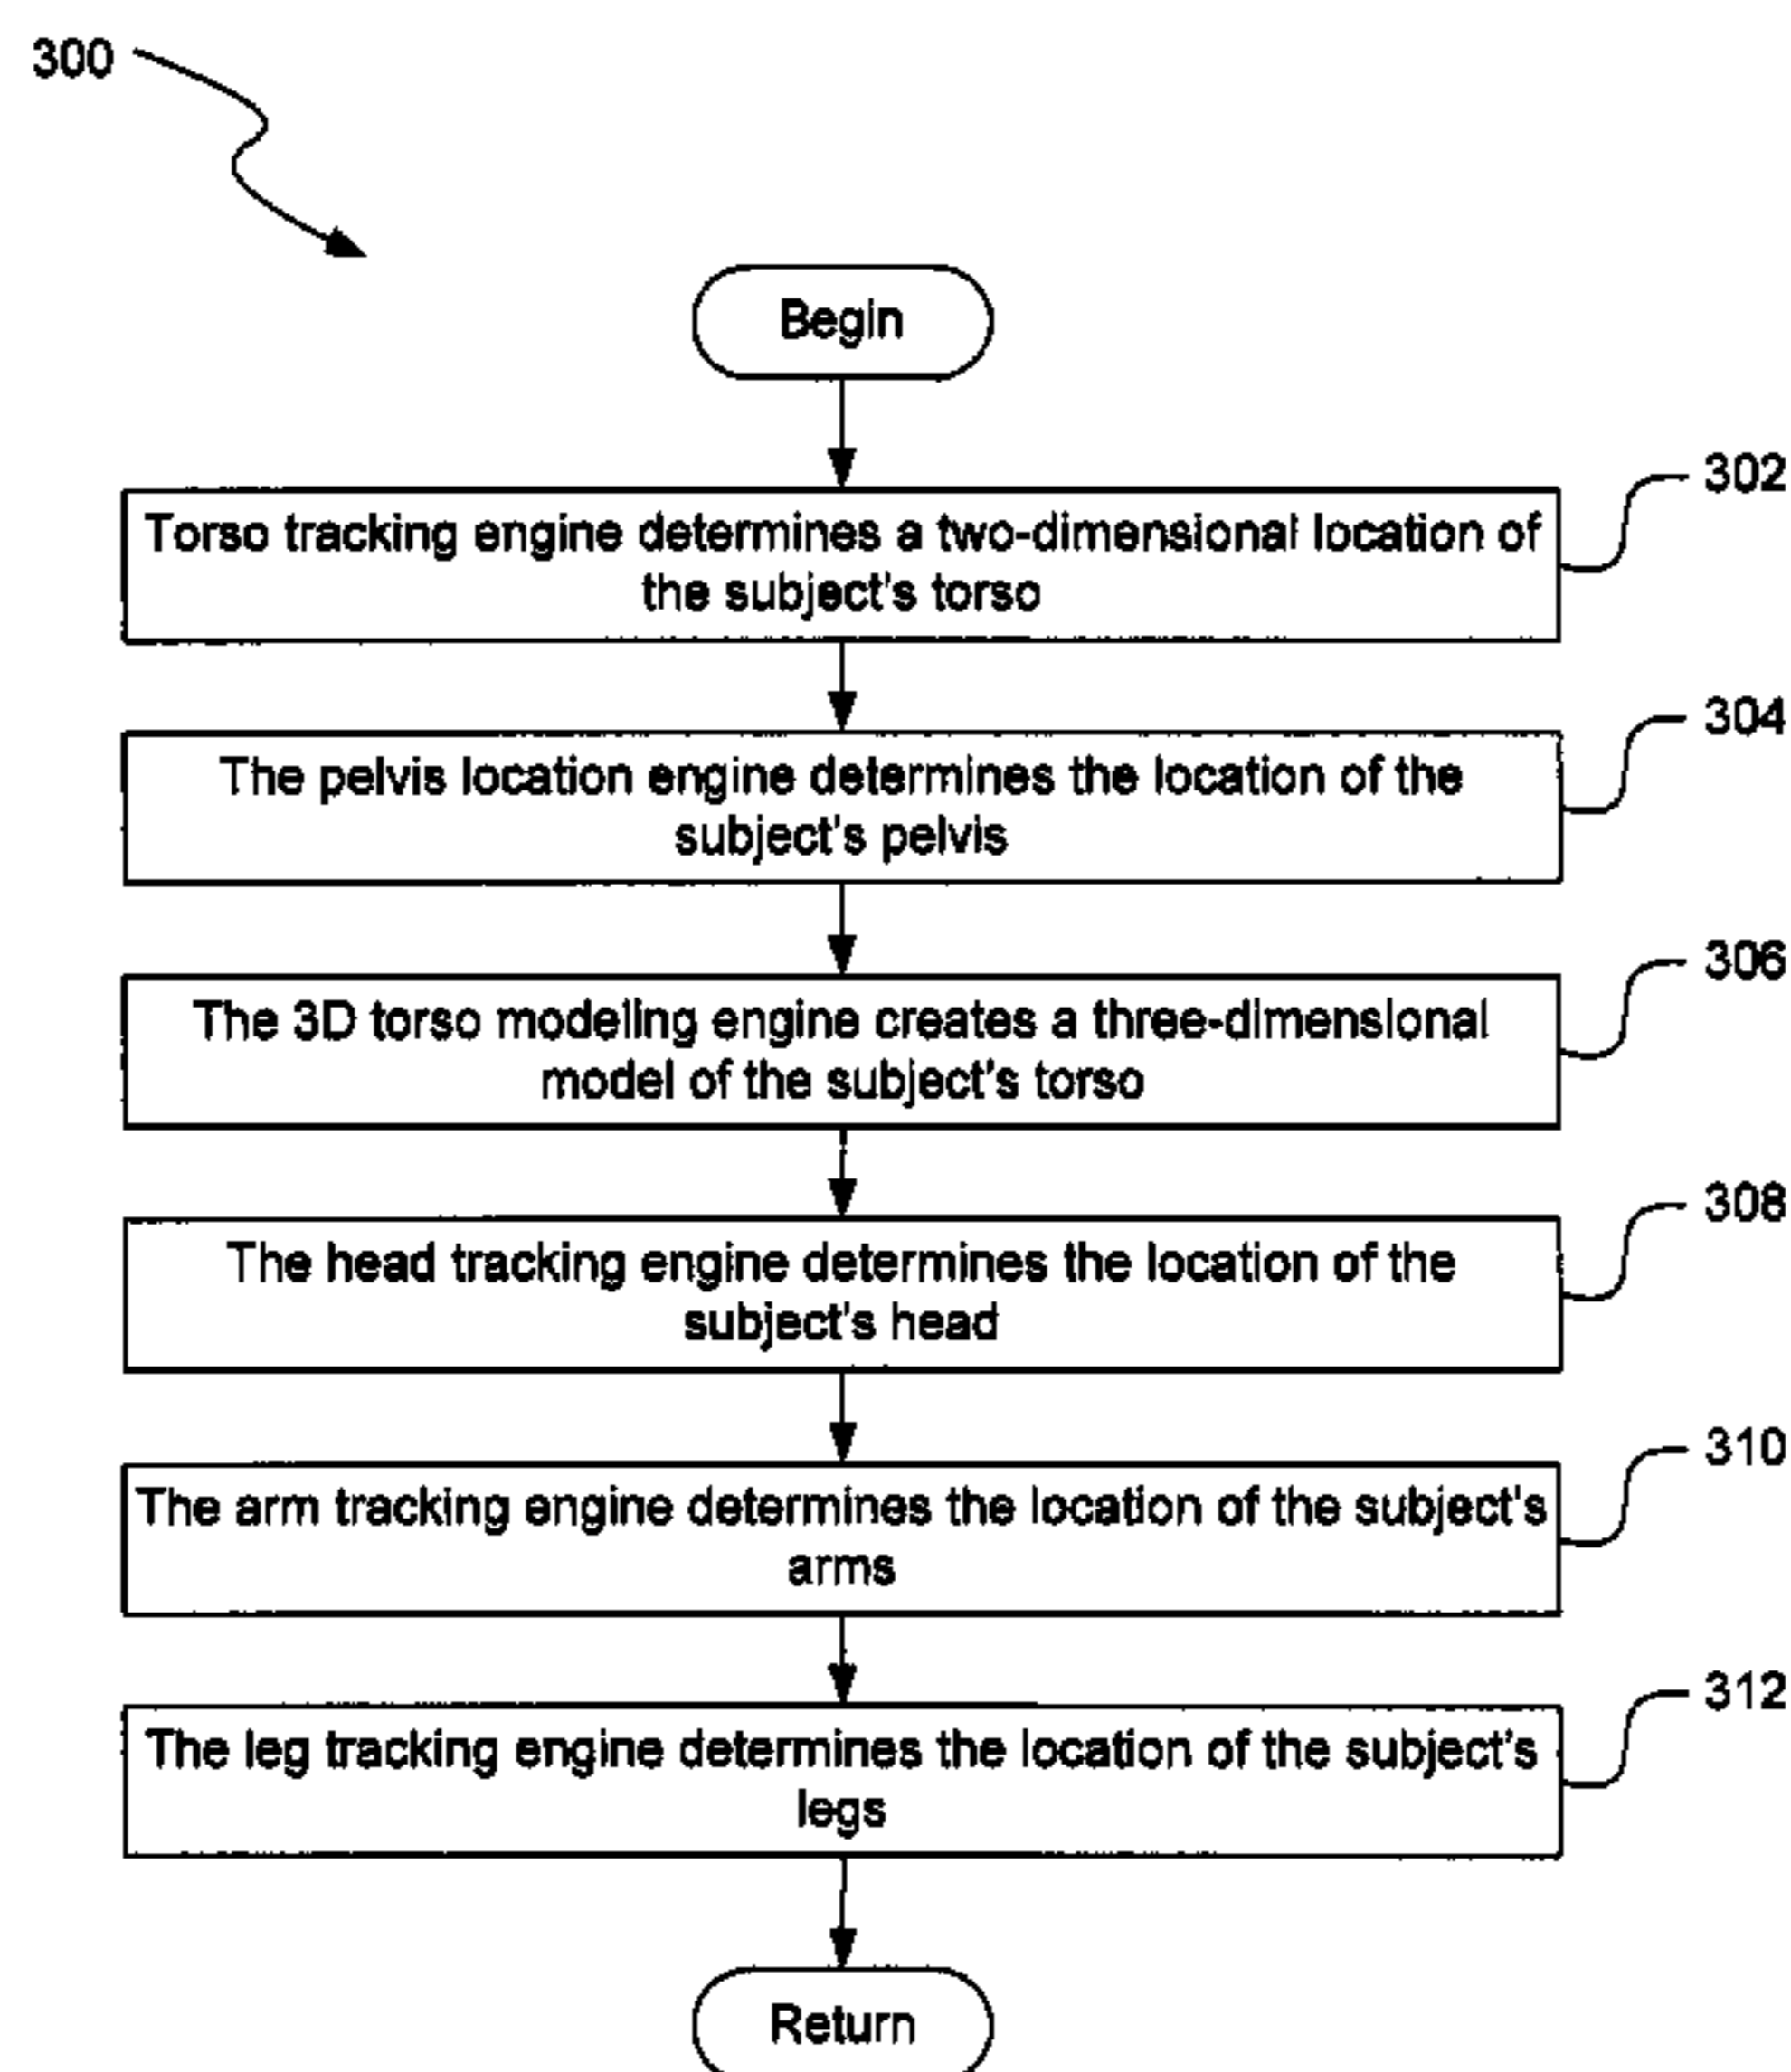 300
Begin
302
Torso tracking engine determines a two-dimensional location of
the subject's torso
304
The pelvis location engine determines the location of the
subject's pelvis
306
The 3D torso modeling engine creates a three-dimensional
model of the subject's torso
308
The head tracking engine determines the location of the
subject's head
310
The arm tracking engine determines the location of the subject's
arms
312
The leg tracking engine determines the location of the subject's
legs
Return